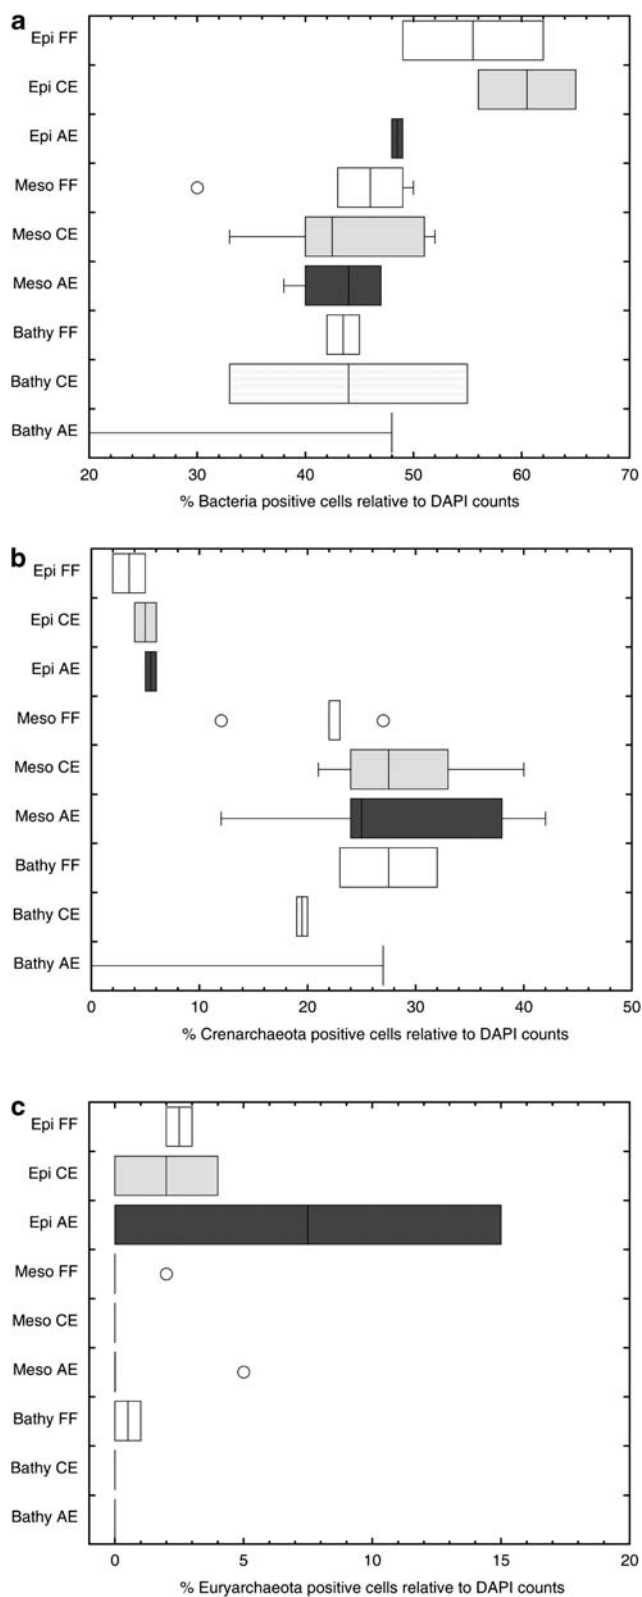 a
Epi FF
Epi CE
Epi AE
Meso FF
Meso CE
Meso AE
Bathy FF
Bathy CE
Bathy AE
20 30 40 50 60 70
% Bacteria positive cells relative to DAPI counts
b
Epi FF
Epi CE
Epi AE
Meso FF
Meso CE
Meso AE
Bathy FF
Bathy CE
Bathy AE
0 10 20 30 40 50
% Crenarchaeota positive cells relative to DAPI counts
c
Epi FF
Epi CE
Epi AE
Meso FF
Meso CE
Meso AE
Bathy FF
Bathy CE
Bathy AE
0 5 10 15 20
% Euryarchaeota positive cells relative to DAPI counts